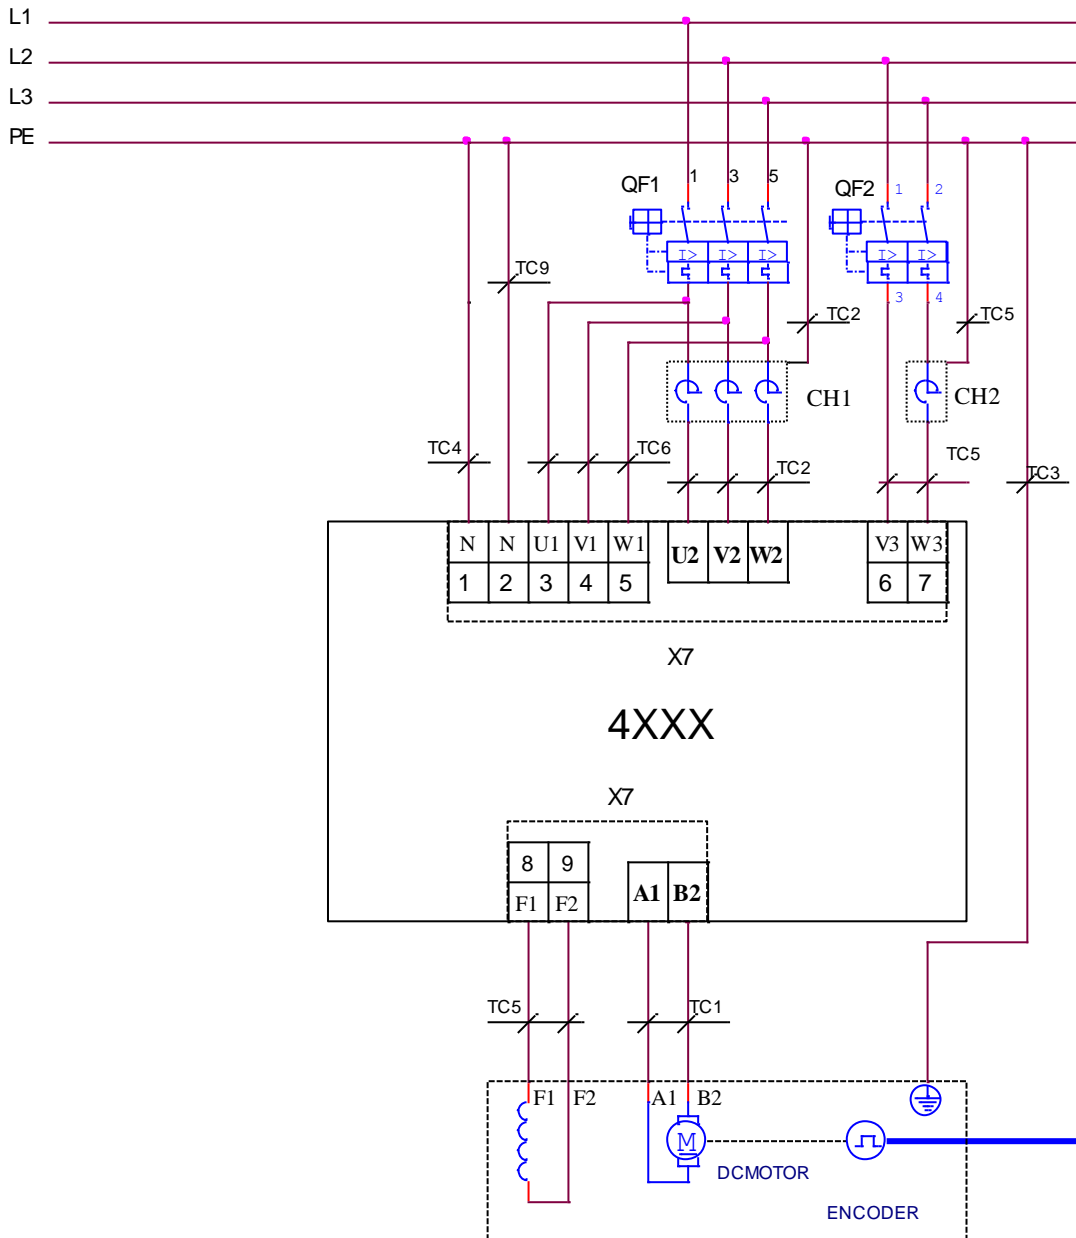 L1
L2
L3
PE
QF1 1 3 5 QF2 1 2
I> I> I> I> I>
TC9 3 4
TC2 TC5
CH1 CH2
TC4 TC6 TC2 TC5 TC3
N N U1 V1 W1 U2 V2 W2 V3 W3
1 2 3 4 5 6 7
X7
4XXX
X7
8 9
F1 F2 A1 B2
TC5 TC1
F1 F2 A1 B2
M
DCMOTOR
ENCODER